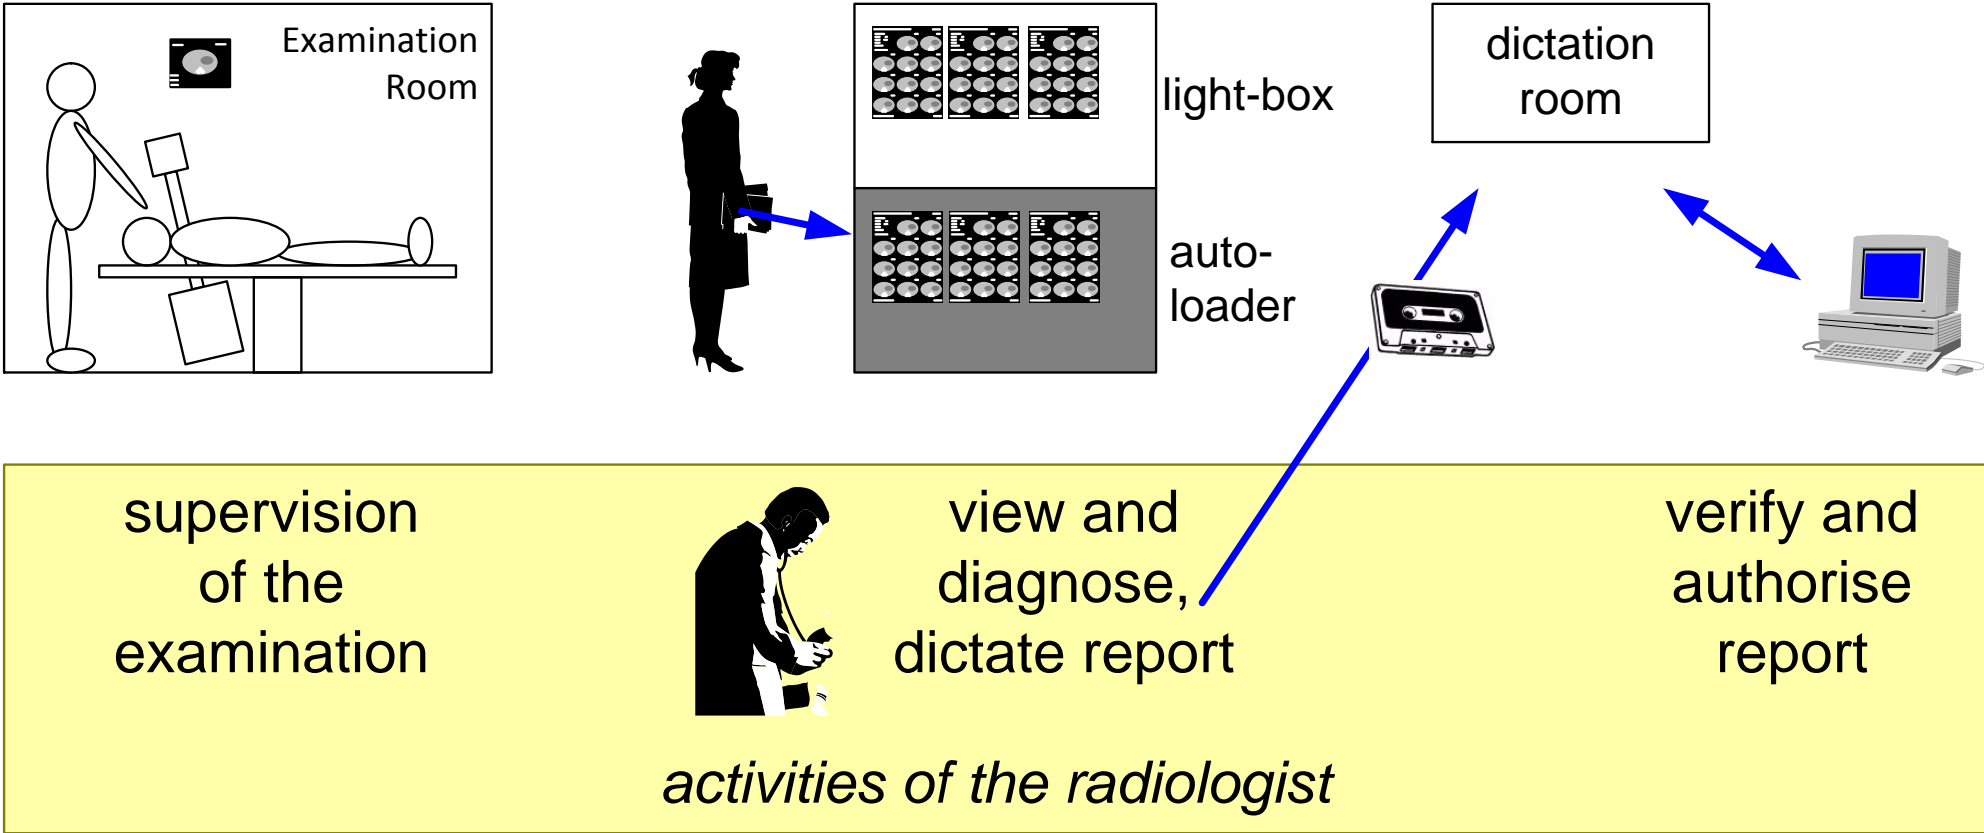 Examination
Room
light-box
auto-
loader
dictation
room
supervision
of the
examination
view and
diagnose,
dictate report
verify and
authorise
report
activities of the radiologist